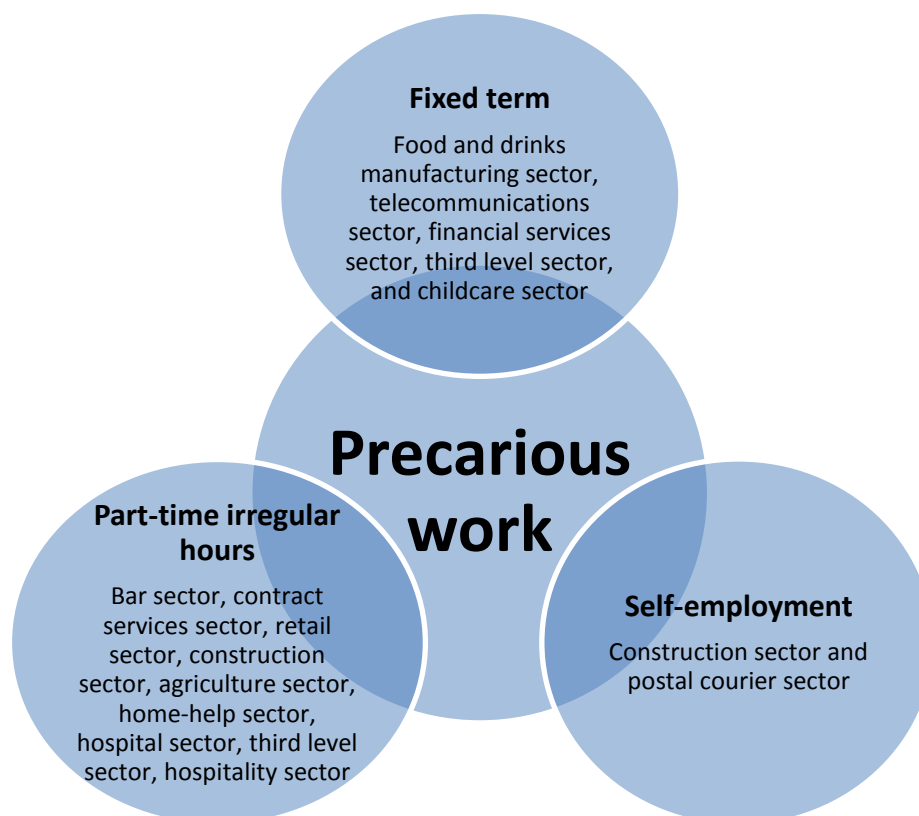 Fixed term
Food and drinks
manufacturing sector,
telecommunications
sector, financial services
sector, third level sector,
and childcare sector
Precarious
work
Part-time irregular
hours
Bar sector, contract
services sector, retail
sector, construction
sector, agriculture sector,
home-help sector,
hospital sector, third level
sector, hospitality sector
Self-employment
Construction sector and
postal courier sector